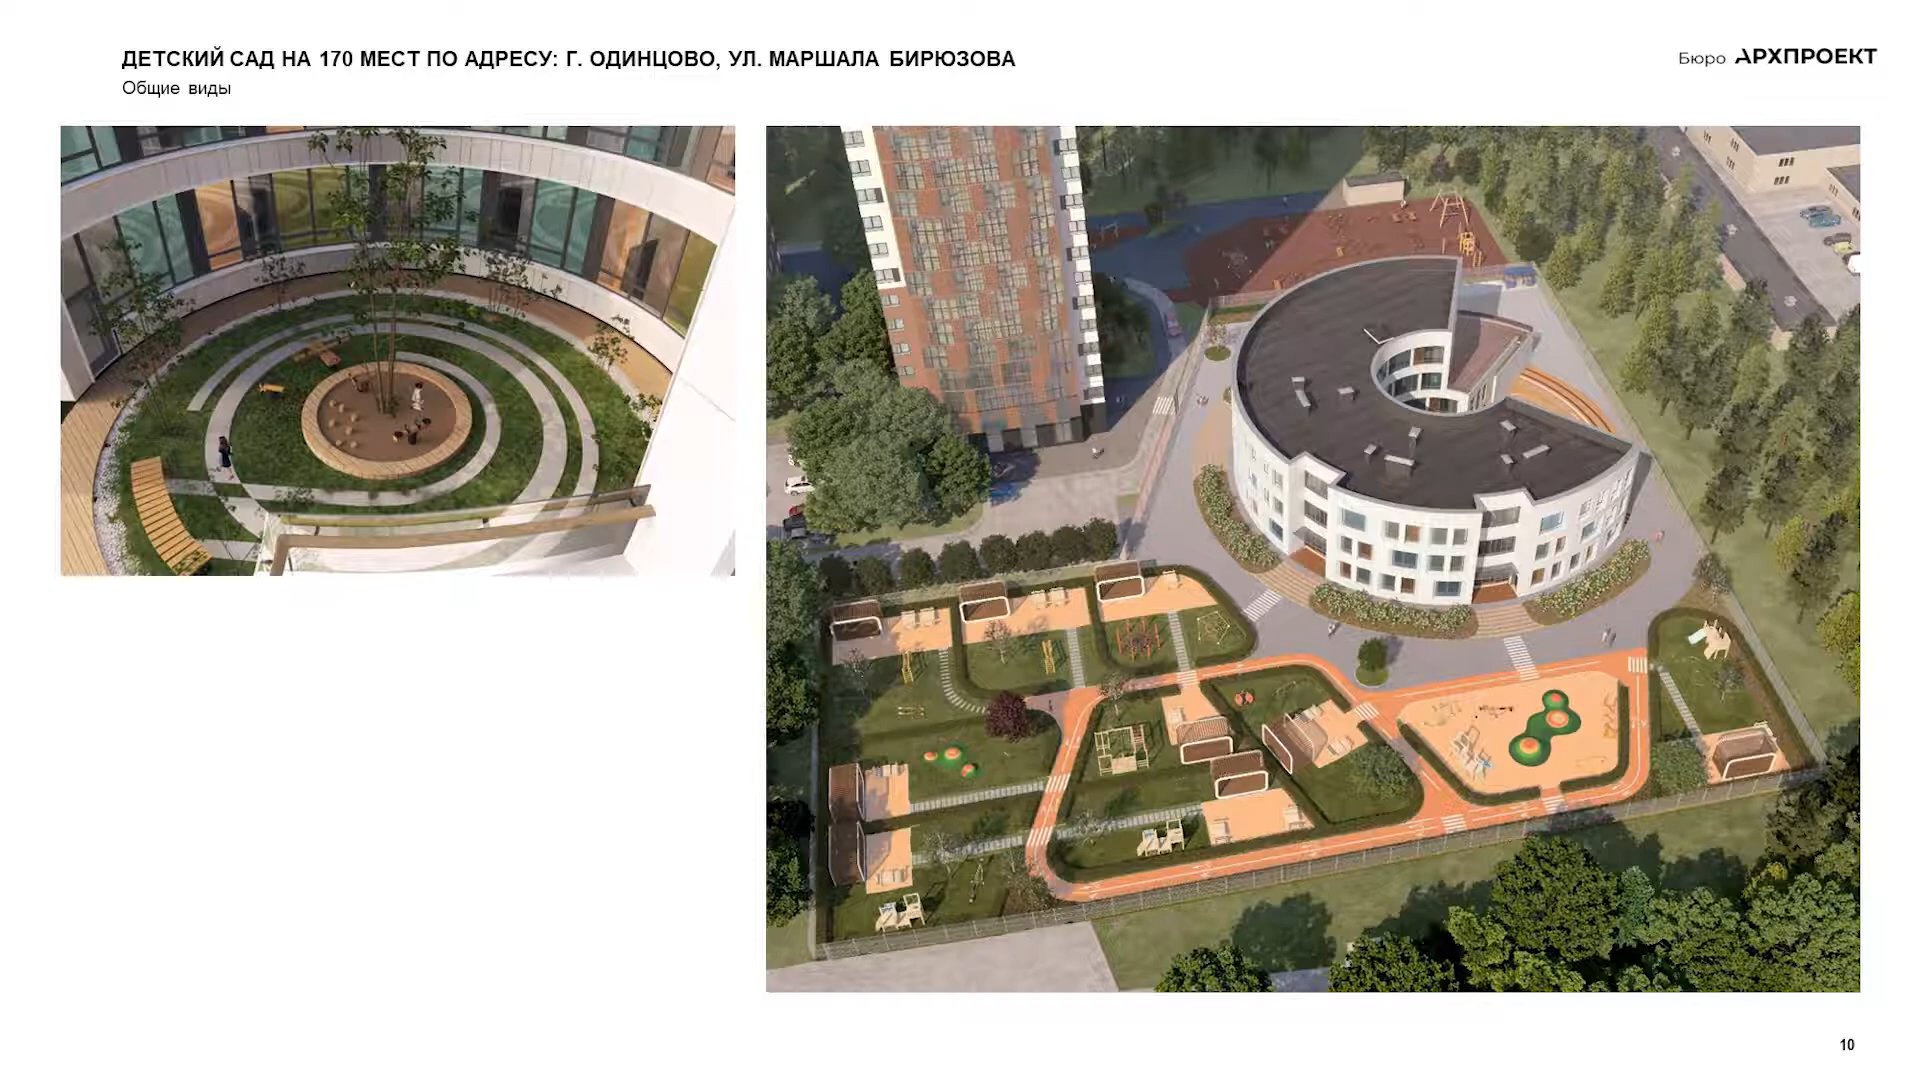 ДЕТСКИЙ САД НА 170 МЕСТ ПО АДРЕСУ: Г. ОДИНЦОВО, УЛ. МАРШАЛА БИРЮЗОВА
Общие виды
Бюро АРХПРОЕКТ
10